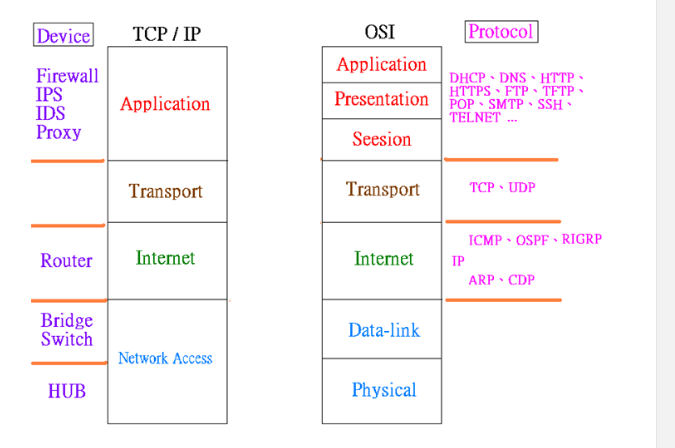 Device
TCP / IP
OSI
Protocol
Firewall
IPS
IDS
Proxy
Application
Application
Presentation
Seesion
DHCP、DNS、HTTP、
HTTPS、FTP、TFTP、
POP、SMTP、SSH、
TELNET ...
Transport
Transport
TCP、UDP
Router
Internet
Internet
ICMP、OSPF、RIGRP
IP
ARP、CDP
Bridge
Switch
HUB
Network Access
Data-link
Physical